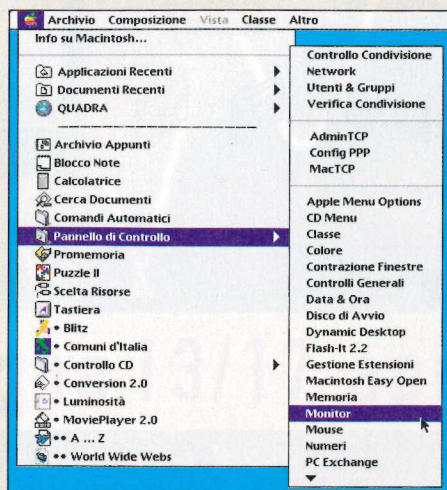 Archivio Composizione Vista Classe Altro
Info su Macintosh...
Applicazioni Recenti
Documenti Recenti
QUADRA
Archivio Appunti
Blocco Note
Calcolatrice
Cerca Documenti
Comandi Automatici
Pannello di Controllo
Promemoria
Puzzle II
Scelta Risorse
Tastiera
• Blitz
• Comuni d'Italia
• Controllo CD
• Conversion 2.0
• Luminosità
• MoviePlayer 2.0
•• A ... Z
•• World Wide Webs
Controllo Condivisione
Network
Utenti & Gruppi
Verifica Condivisione
AdminTCP
Config PPP
MacTCP
Apple Menu Options
CD Menu
Classe
Colore
Contrazione Finestre
Controlli Generali
Data & Ora
Disco di Avvio
Dynamic Desktop
Flash-It 2.2
Gestione Estensioni
Macintosh Easy Open
Memoria
Monitor
Mouse
Numeri
PC Exchange